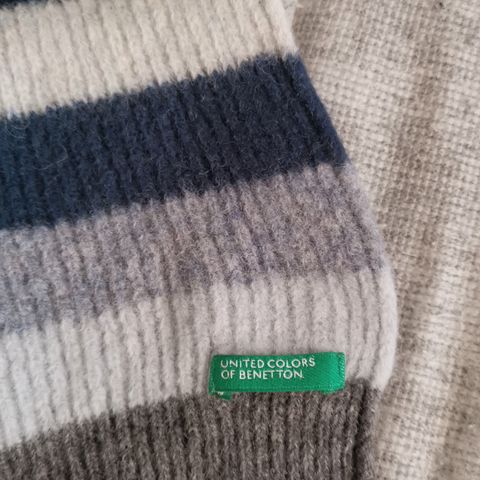 UNITED COLORS
OF BENETTON.